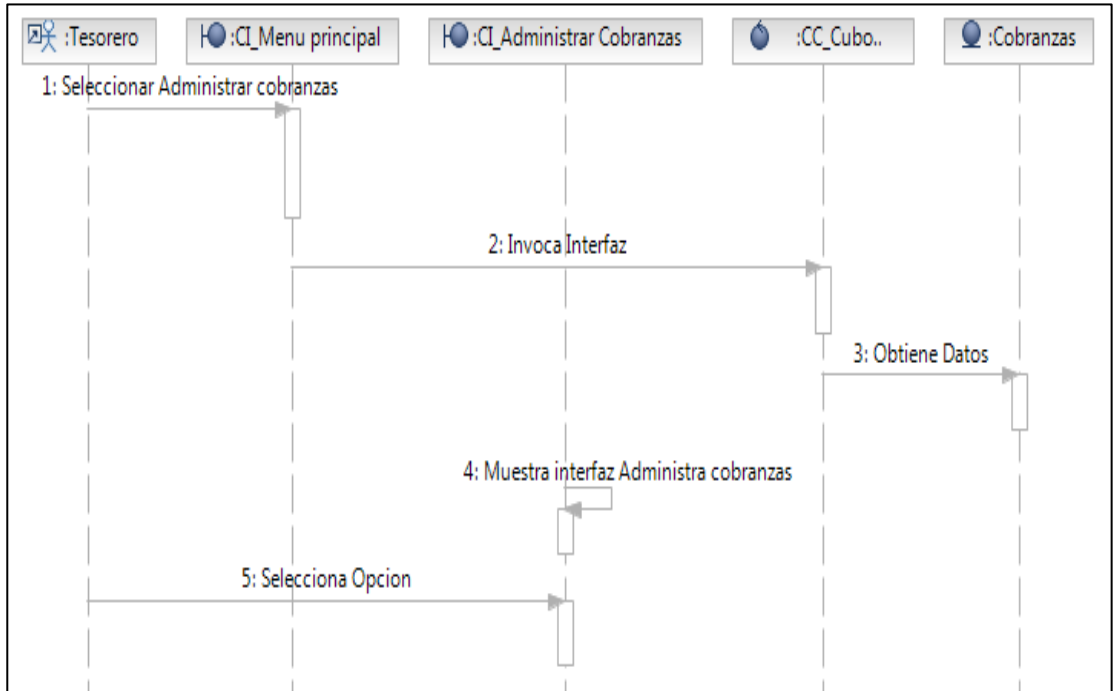 :Tesorero
:CI_Menu principal
:CI_Administrar Cobranzas
:CC_Cubo..
:Cobranzas
1: Seleccionar Administrar cobranzas
2: Invoca Interfaz
3: Obtiene Datos
4: Muestra interfaz Administra cobranzas
5: Selecciona Opcion